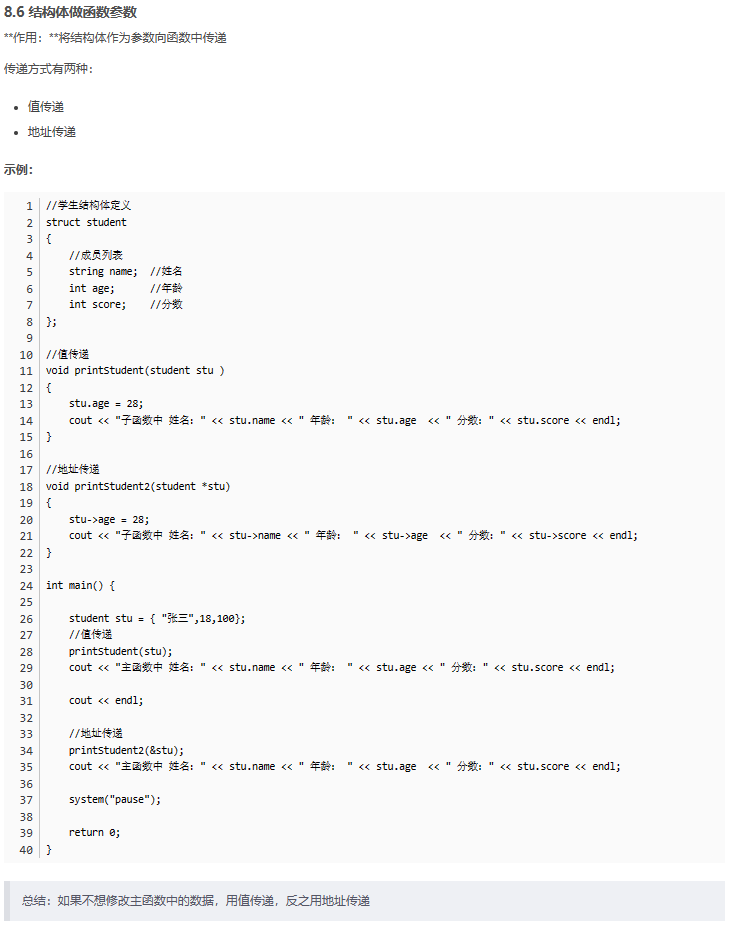 8.6 结构体做函数参数
**作用：**将结构体作为参数向函数中传递
传递方式有两种：
• 值传递
• 地址传递
示例：
1 //学生结构体定义
2 struct student
3 {
4     //成员列表
5     string name;  //姓名
6     int age;      //年龄
7     int score;    //分数
8 };
9
10 //值传递
11 void printStudent(student stu )
12 {
13     stu.age = 28;
14     cout << "子函数中 姓名：" << stu.name << " 年龄： " << stu.age  << " 分数：" << stu.score << endl;
15 }
16
17 //地址传递
18 void printStudent2(student *stu)
19 {
20     stu->age = 28;
21     cout << "子函数中 姓名：" << stu->name << " 年龄： " << stu->age  << " 分数：" << stu->score << endl;
22 }
23
24 int main() {
25
26     student stu = { "张三",18,100};
27     //值传递
28     printStudent(stu);
29     cout << "主函数中 姓名：" << stu.name << " 年龄： " << stu.age << " 分数：" << stu.score << endl;
30
31     cout << endl;
32
33     //地址传递
34     printStudent2(&stu);
35     cout << "主函数中 姓名：" << stu.name << " 年龄： " << stu.age  << " 分数：" << stu.score << endl;
36
37     system("pause");
38
39     return 0;
40 }
总结：如果不想修改主函数中的数据，用值传递，反之用地址传递